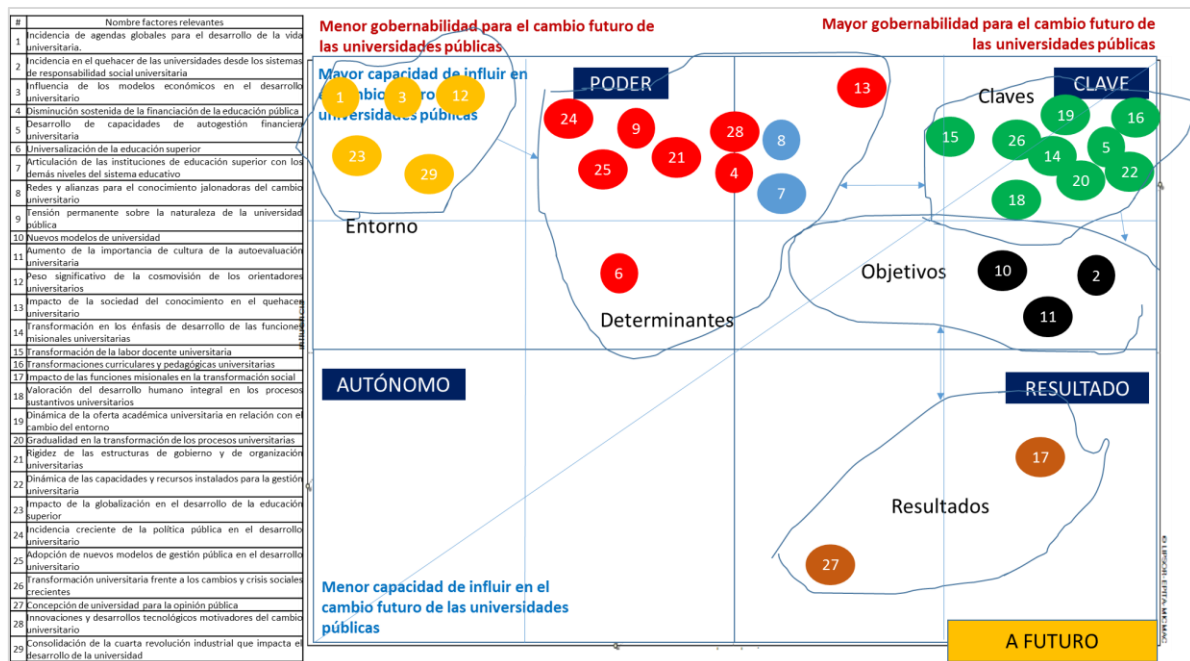 # Nombre factores relevantes
1 Incidencia de agendas globales para el desarrollo de la vida
universitaria.
2 Incidencia en el quehacer de las universidades desde los sistemas
de responsabilidad social universitaria
3 Influencia de los modelos económicos en el desarrollo
universitario
4 Disminución sostenida de la financiación de la educación pública
5 Desarrollo de capacidades de autogestión financiera
universitaria
6 Universalización de la educación superior
7 Articulación de las instituciones de educación superior con los
demás niveles del sistema educativo
8 Redes y alianzas para el conocimiento jalonadoras del cambio
universitario
9 Tensión permanente sobre la naturaleza de la universidad
pública
10 Nuevos modelos de universidad
11 Aumento de la importancia de cultura de la autoevaluación
universitaria
12 Peso significativo de la cosmovisión de los orientadores
universitarios
13 Impacto de la sociedad del conocimiento en el quehacer
universitario
14 Transformación en los énfasis de desarrollo de las funciones
misionales universitarias
15 Transformación de la labor docente universitaria
16 Transformaciones curriculares y pedagógicas universitarias
17 Impacto de las funciones misionales en la transformación social
18 Valoración del desarrollo humano integral en los procesos
sustantivos universitarios
19 Dinámica de la oferta académica universitaria en relación con el
cambio del entorno
20 Gradualidad en la transformación de los procesos universitarias
21 Rigidez de las estructuras de gobierno y de organización
universitarias
22 Dinámica de las capacidades y recursos instalados para la gestión
universitaria
23 Impacto de la globalización en el desarrollo de la educación
superior
24 Incidencia creciente de la política pública en el desarrollo
universitario
25 Adopción de nuevos modelos de gestión pública en el desarrollo
universitario
26 Transformación universitaria frente a los cambios y crisis sociales
crecientes
27 Concepción de universidad para la opinión pública
28 Innovaciones y desarrollos tecnológicos motivadores del cambio
universitario
29 Consolidación de la cuarta revolución industrial que impacta el
desarrollo de la universidad
Menor gobernabilidad para el cambio futuro de
las universidades públicas
Mayor gobernabilidad para el cambio futuro de
las universidades públicas
Mayor capacidad de influir en
universidades públicas
PODER
CLAVE
Claves
1 3 12
23 29
Entorno
24 9 28 13
25 21 4
8
7
6
Determinantes
15 26 19 16
14 5
20 22
18
Objetivos
10 2
11
AUTÓNOMO
RESULTADO
17
Resultados
27
Menor capacidad de influir en el
cambio futuro de las universidades
públicas
A FUTURO
© LIPSOR-EPITA-MICMAC